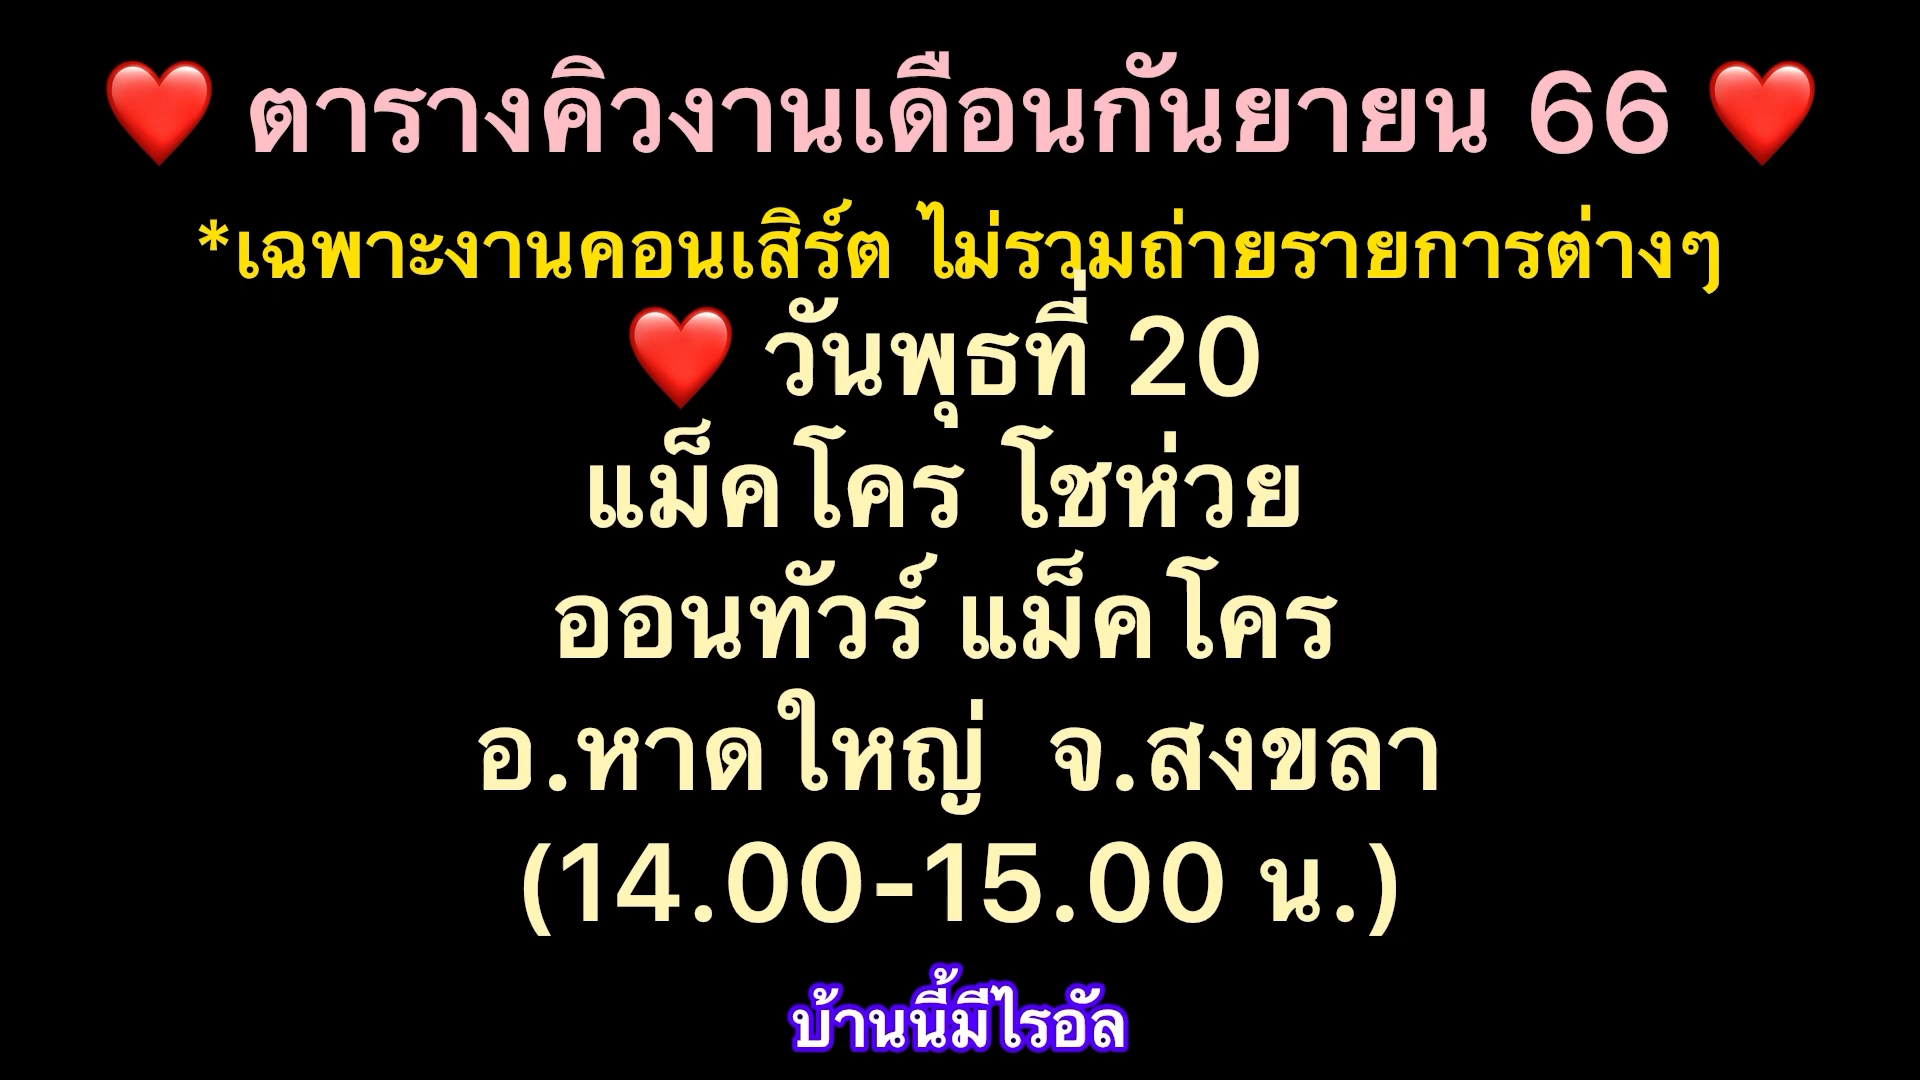 ❤️ ตารางคิวงานเดือนกันยายน 66 ❤️
*เฉพาะงานคอนเสิร์ต ไม่รวมถ่ายรายการต่างๆ
❤️ วันพุธที่ 20
แม็คโคร โชห่วย
ออนทัวร์ แม็คโคร
อ.หาดใหญ่ จ.สงขลา
(14.00-15.00 น.)
บ้านนี้มีไรอัล